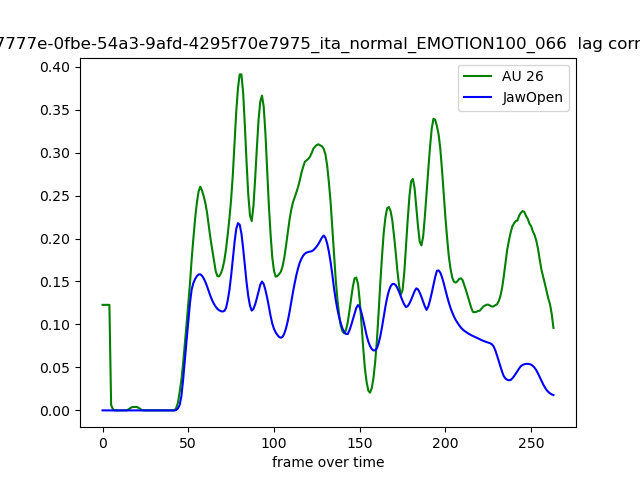 7777e-0fbe-54a3-9afd-4295f70e7975_ita_normal_EMOTION100_066 lag corr
AU 26
JawOpen
0.40
0.35
0.30
0.25
0.20
0.15
0.10
0.05
0.00
0 50 100 150 200 250
frame over time